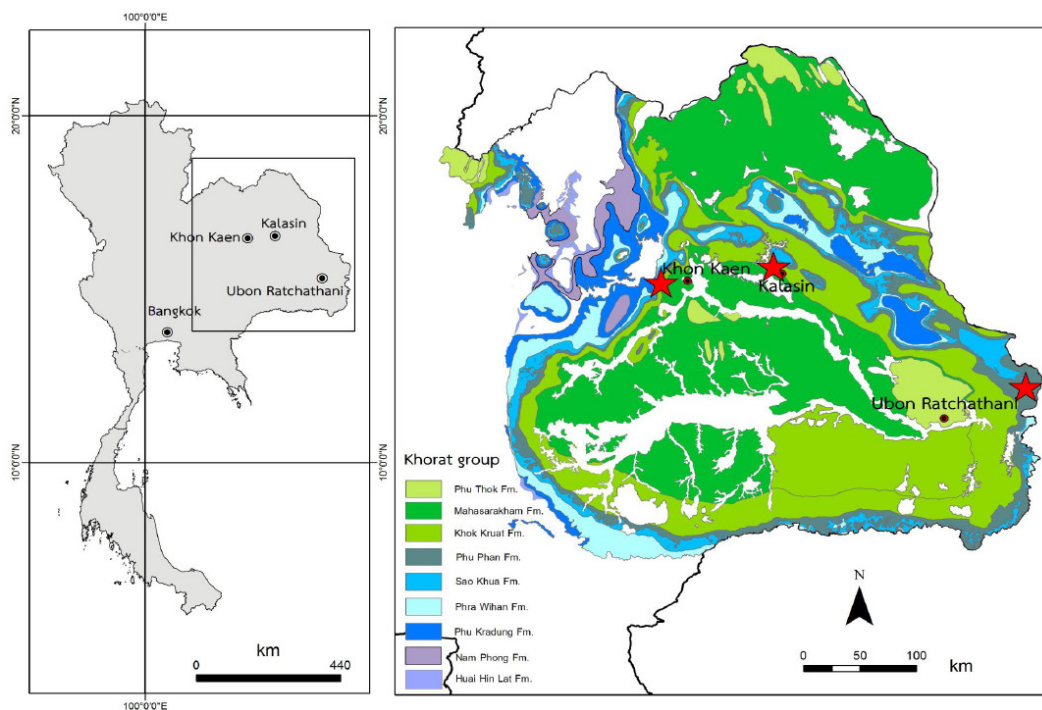 100°0'0"E
20°0'0"N
Kalasin
Khon Kaen
Ubon Ratchathani
Bangkok
10°0'0"N
km
0 440
100°0'0"E
20°0'0"N
Khon Kaen
Kalasin
Ubon Ratchathani
10°0'0"N
Khorat group
Phu Thok Fm.
Mahasarakham Fm.
Khok Kruat Fm.
Phu Phan Fm.
Sao Khua Fm.
Phra Wihan Fm.
Phu Kradung Fm.
Nam Phong Fm.
Huai Hin Lat Fm.
N
0 25 50 100
km